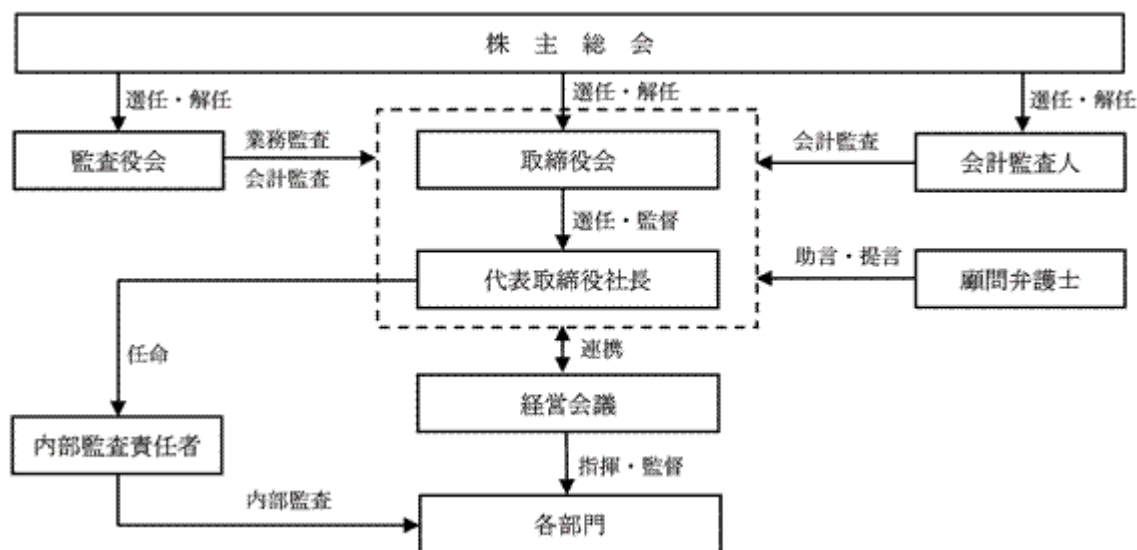 株 主 総 会
選任・解任
選任・解任
選任・解任
監査役会
業務監査
会計監査
取締役会
会計監査
会計監査人
選任・監督
代表取締役社長
助言・提言
顧問弁護士
任命
連携
経営会議
内部監査責任者
指揮・監督
内部監査
各部門